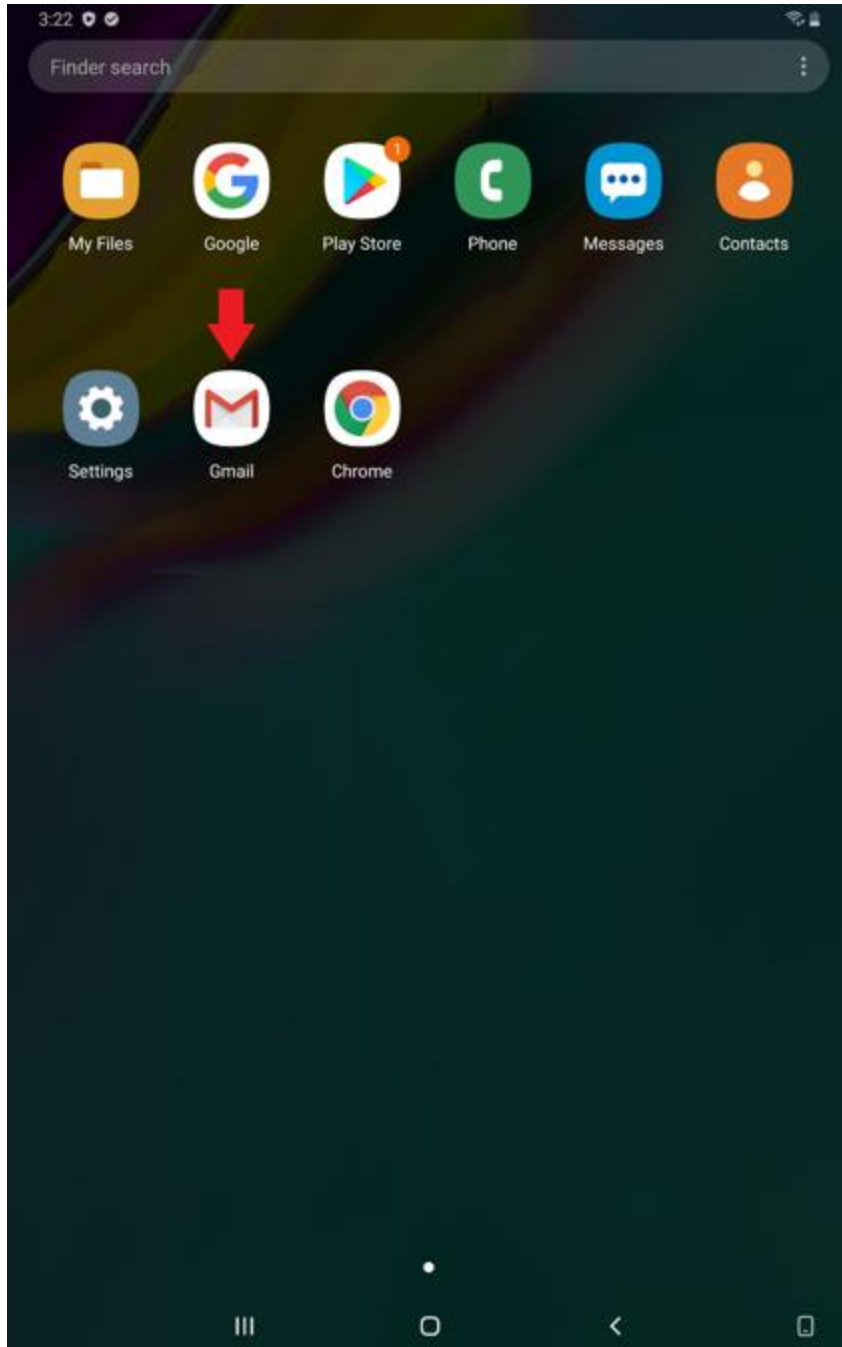 3:22
Finder search
1
My Files Google Play Store Phone Messages Contacts
Settings Gmail Chrome